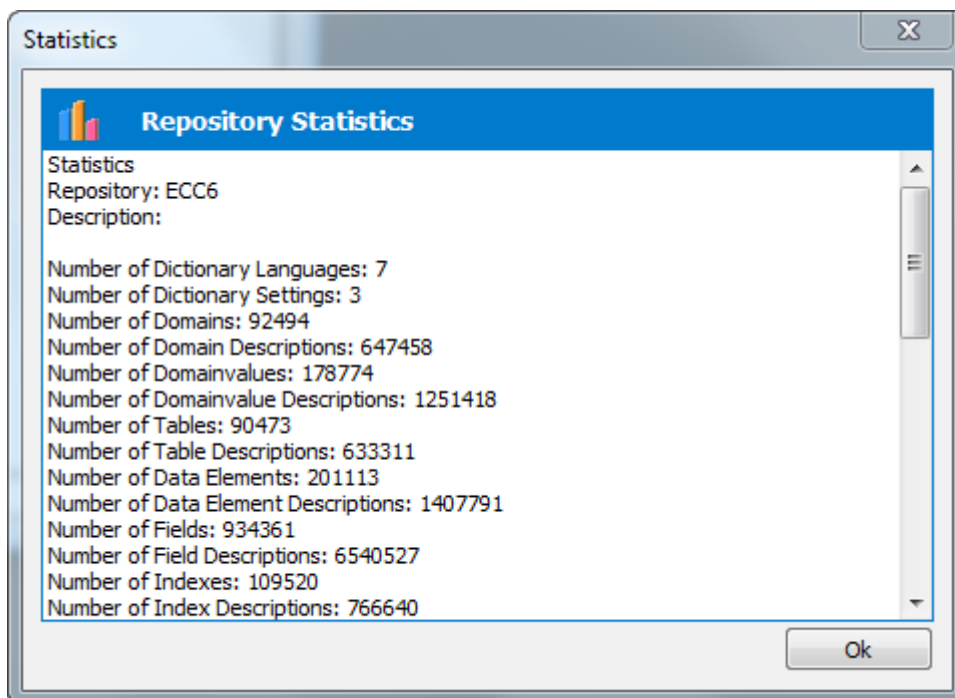 Statistics
Repository Statistics
Statistics
Repository: ECC6
Description:
Number of Dictionary Languages: 7
Number of Dictionary Settings: 3
Number of Domains: 92494
Number of Domain Descriptions: 647458
Number of Domainvalues: 178774
Number of Domainvalue Descriptions: 1251418
Number of Tables: 90473
Number of Table Descriptions: 633311
Number of Data Elements: 201113
Number of Data Element Descriptions: 1407791
Number of Fields: 934361
Number of Field Descriptions: 6540527
Number of Indexes: 109520
Number of Index Descriptions: 766640
Ok